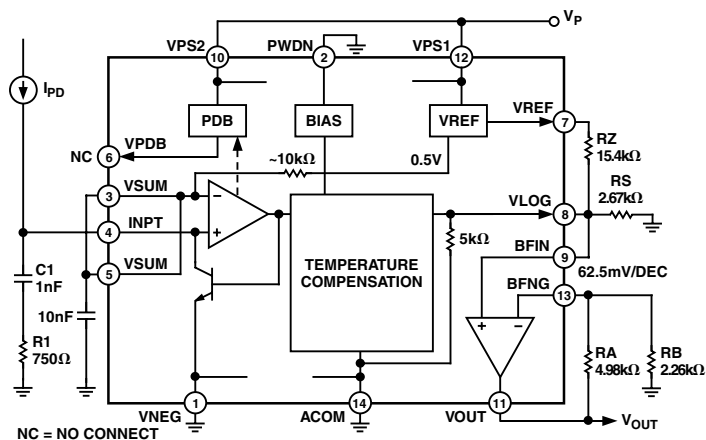 VP
VPS2
PWDN
VPS1
10
2
12
IPD
PDB
BIAS
VREF
VREF
7
RZ
15.4kΩ
NC
6
VPDB
~10kΩ
0.5V
RS
2.67kΩ
3
VSUM
−
VLOG
8
4
INPT
+
5kΩ
5
VSUM
TEMPERATURE
COMPENSATION
BFIN
9
62.5mV/DEC
C1
1nF
BFNG
13
10nF
+
−
R1
750Ω
RA
4.98kΩ
RB
2.26kΩ
1
14
11
VNEG
ACOM
VOUT
VOUT
NC = NO CONNECT